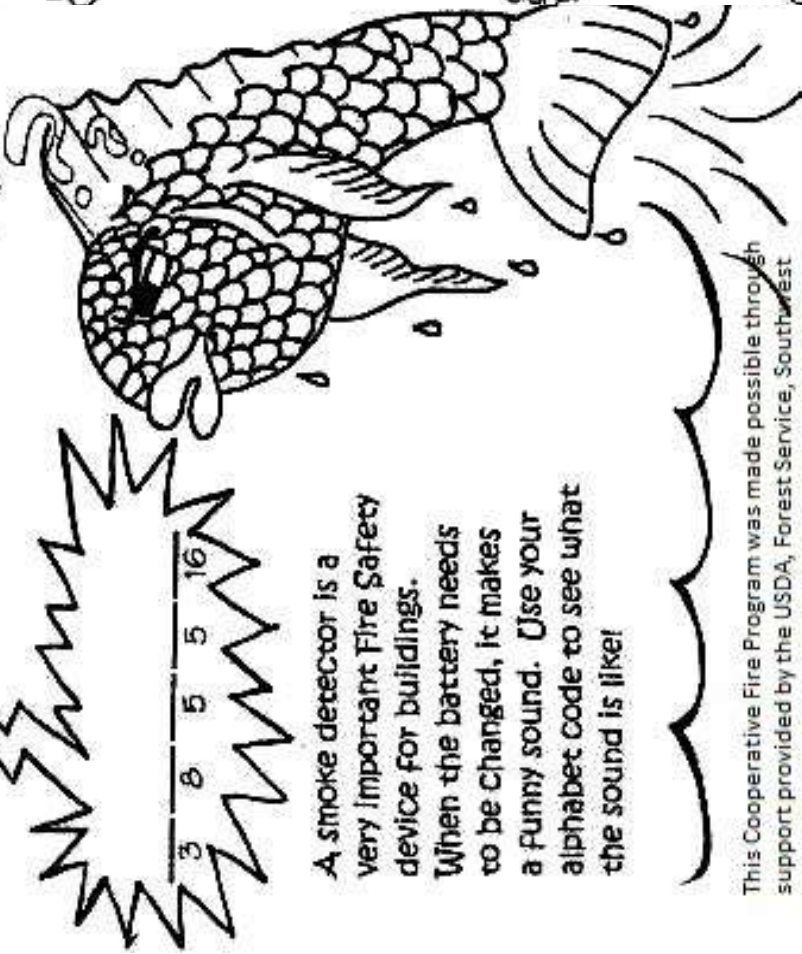 3 8 5 5 16
A smoke detector is a
very important Fire Safety
device for buildings.
When the battery needs
to be changed, it makes
a funny sound. Use your
alphabet code to see what
the sound is like!
This Cooperative Fire Program was made possible through
support provided by the USDA, Forest Service, Southwest